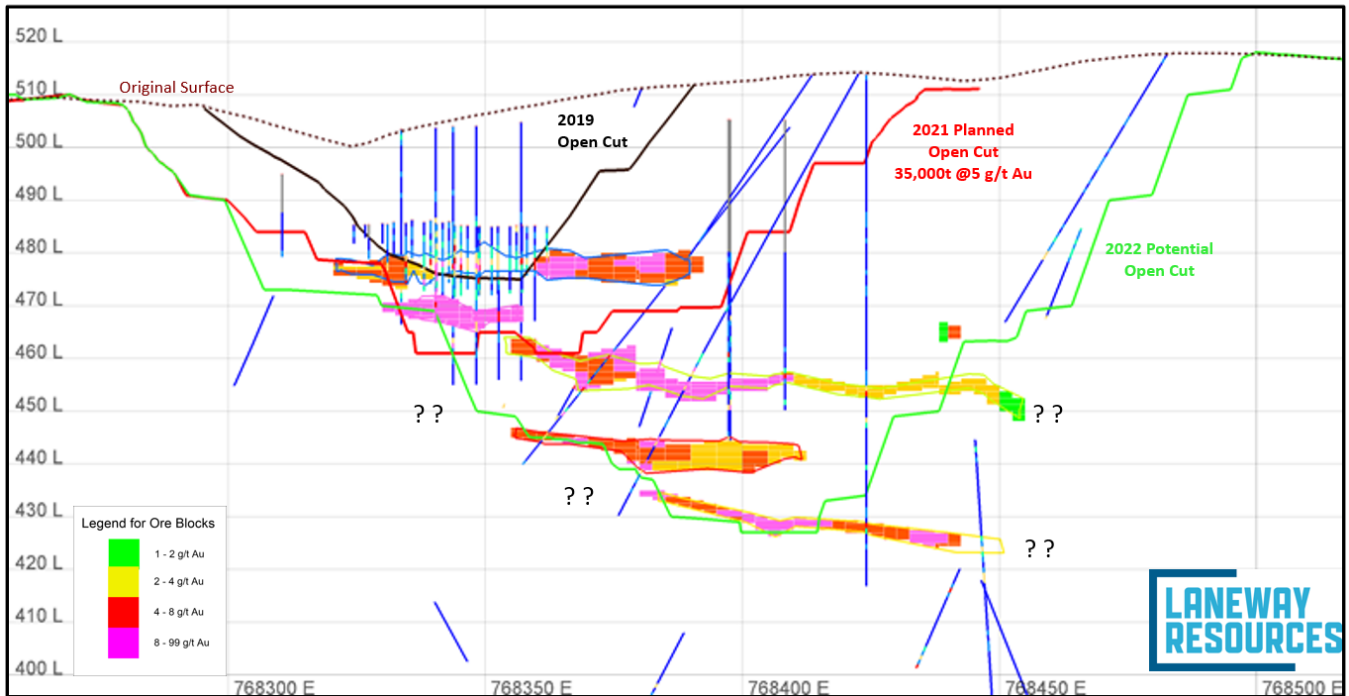 520 L
510 L
Original Surface
500 L
490 L
480 L
470 L
460 L
450 L
440 L
430 L
420 L
410 L
400 L
2019
Open Cut
2021 Planned
Open Cut
35,000t @5 g/t Au
2022 Potential
Open Cut
? ?
? ?
? ?
? ?
Legend for Ore Blocks
1 - 2 g/t Au
2 - 4 g/t Au
4 - 8 g/t Au
8 - 99 g/t Au
LANEWAY
RESOURCES
768300 E
768350 E
768400 E
768450 E
768500 E